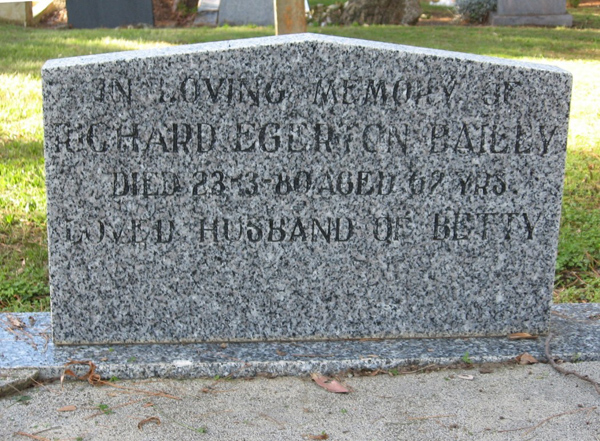 IN LOVING MEMORY OF
RICHARD EGERTON BAILEY
DIED 23-3-80 AGED 67 YRS.
LOVED HUSBAND OF BETTY